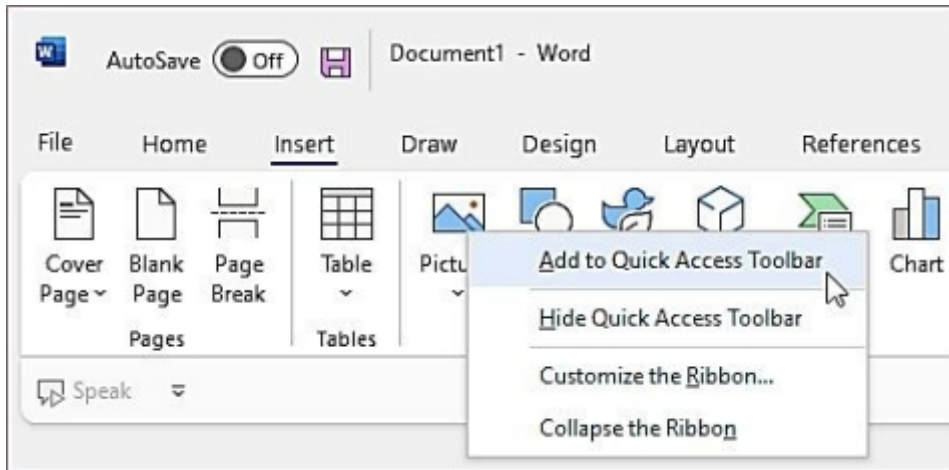 W
AutoSave Off Document1 - Word
File Home Insert Draw Design Layout References
Cover Page
Blank Page
Page Break
Table
Pictu
Chart
Pages
Tables
Add to Quick Access Toolbar
Hide Quick Access Toolbar
Customize the Ribbon...
Collapse the Ribbon
Speak